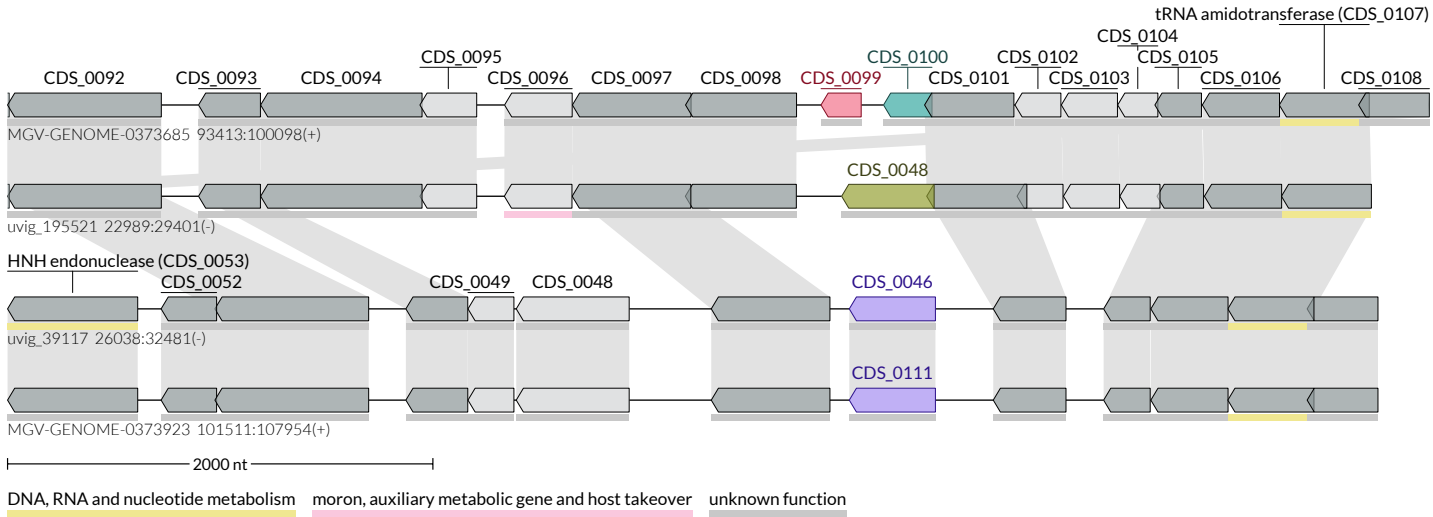 tRNA amidotransferase (CDS_0107)
CDS_0104
CDS_0095 CDS_0100 CDS_0102 CDS_0105
CDS_0092 CDS_0093 CDS_0094 CDS_0096 CDS_0097 CDS_0098 CDS_0099 CDS_0101 CDS_0103 CDS_0106 CDS_0108
MGV-GENOME-0373685 93413:100098(+)
CDS_0048
uvig_195521 22989:29401(-)
HNH endonuclease (CDS_0053)
CDS_0052 CDS_0049 CDS_0048 CDS_0046
uvig_39117 26038:32481(-)
CDS_0111
MGV-GENOME-0373923 101511:107954(+)
2000 nt
DNA, RNA and nucleotide metabolism moron, auxiliary metabolic gene and host takeover unknown function